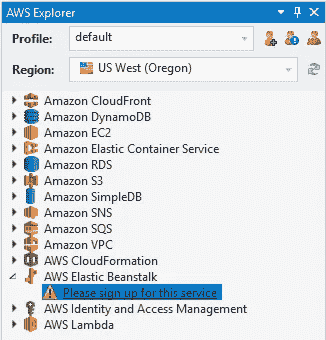 AWS Explorer
Profile: default
Region: US West (Oregon)
Amazon CloudFront
Amazon DynamoDB
Amazon EC2
Amazon Elastic Container Service
Amazon RDS
Amazon S3
Amazon SimpleDB
Amazon SNS
Amazon SQS
Amazon VPC
AWS CloudFormation
AWS Elastic Beanstalk
Please sign up for this service
AWS Identity and Access Management
AWS Lambda